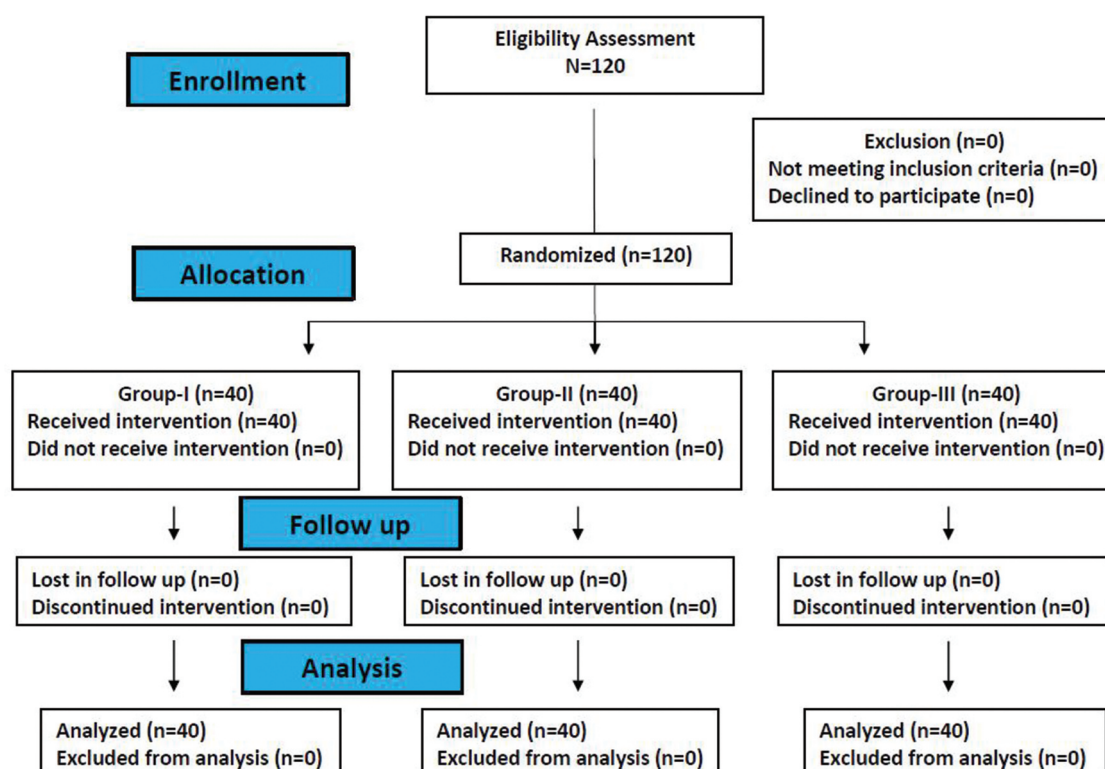 Eligibility Assessment
N=120
Enrollment
Exclusion (n=0)
Not meeting inclusion criteria (n=0)
Declined to participate (n=0)
Randomized (n=120)
Allocation
Group-I (n=40)
Received intervention (n=40)
Did not receive intervention (n=0)
Group-II (n=40)
Received intervention (n=40)
Did not receive intervention (n=0)
Group-III (n=40)
Received intervention (n=40)
Did not receive intervention (n=0)
Follow up
Lost in follow up (n=0)
Discontinued intervention (n=0)
Lost in follow up (n=0)
Discontinued intervention (n=0)
Lost in follow up (n=0)
Discontinued intervention (n=0)
Analysis
Analyzed (n=40)
Excluded from analysis (n=0)
Analyzed (n=40)
Excluded from analysis (n=0)
Analyzed (n=40)
Excluded from analysis (n=0)